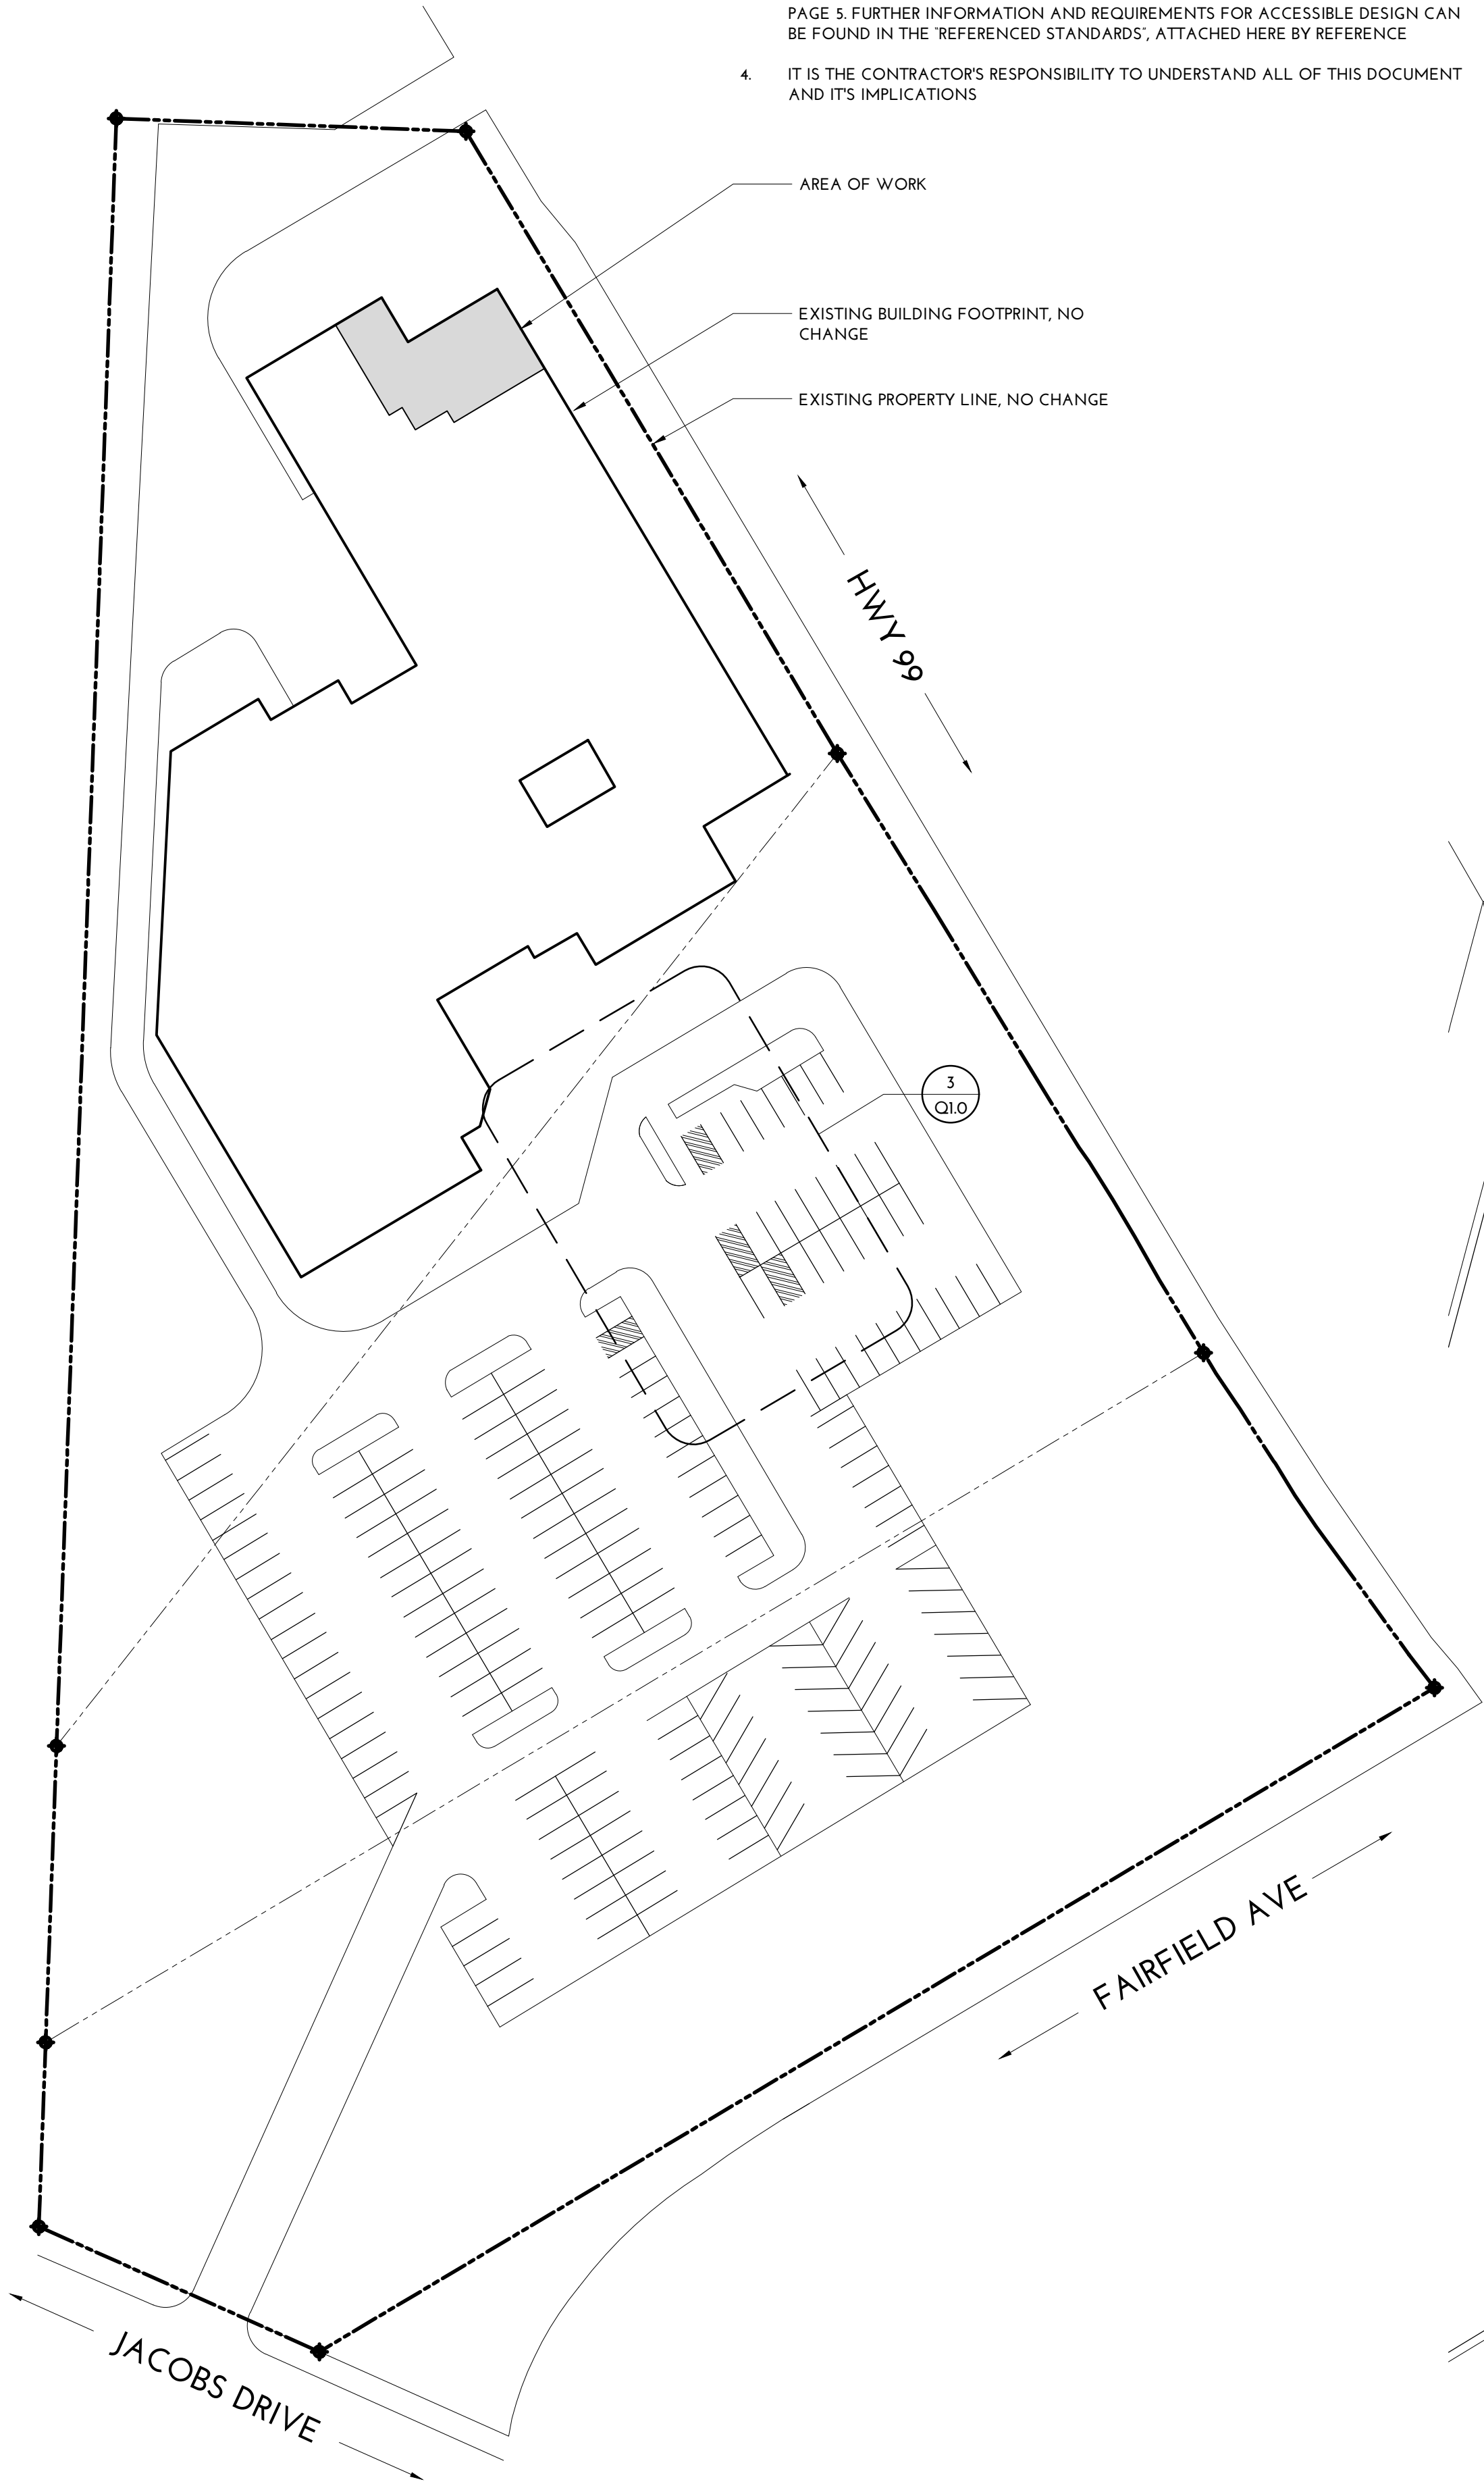 PAGE 5. FURTHER INFORMATION AND REQUIREMENTS FOR ACCESSIBLE DESIGN CAN
BE FOUND IN THE "REFERENCED STANDARDS", ATTACHED HERE BY REFERENCE
4. IT IS THE CONTRACTOR'S RESPONSIBILITY TO UNDERSTAND ALL OF THIS DOCUMENT
AND IT'S IMPLICATIONS
AREA OF WORK
EXISTING BUILDING FOOTPRINT, NO
CHANGE
EXISTING PROPERTY LINE, NO CHANGE
HWY 99
3
Q1.0
FAIRFIELD AVE
JACOBS DRIVE